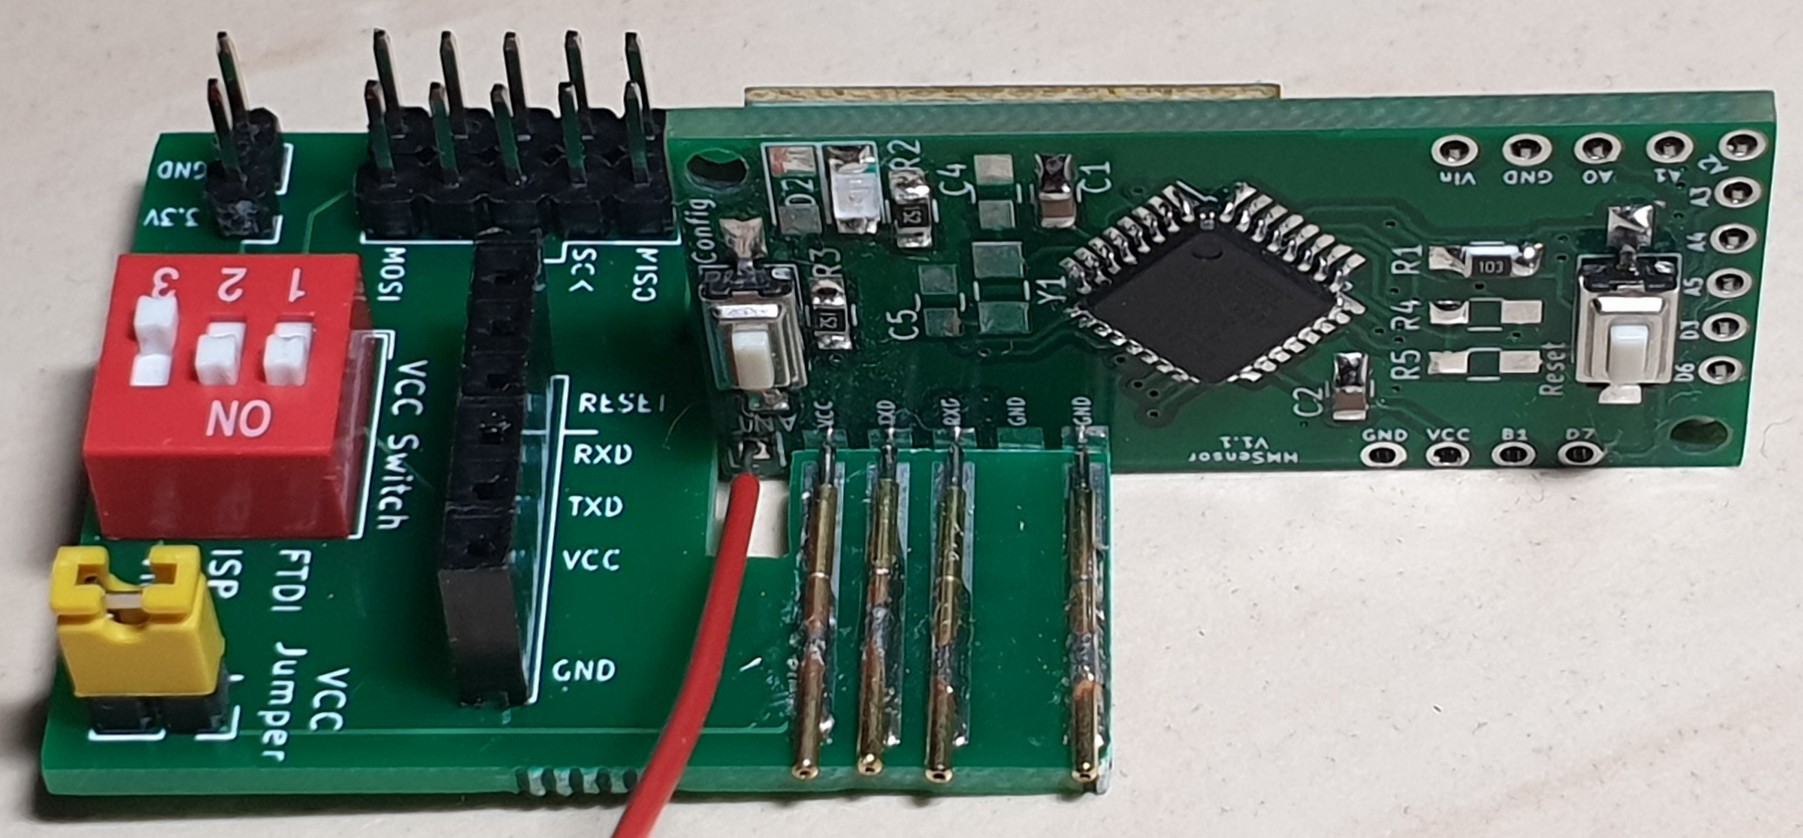 GND
3.3V
MOSI
SCK
MISO
3
2
1
ON
VCC Switch
RESET
RXD
TXD
VCC
GND
ISP
FTDI
VCC
Jumper
Config
D2
R2
R3
C4
C1
C5
Y1
152
152
VCC
TXD
GND
GND
R1
103
R4
R5
C2
Reset
HMSensor
V1.1
Vin
GND
A0
A1
A2
A3
A4
A5
D3
D6
GND
VCC
B1
D7